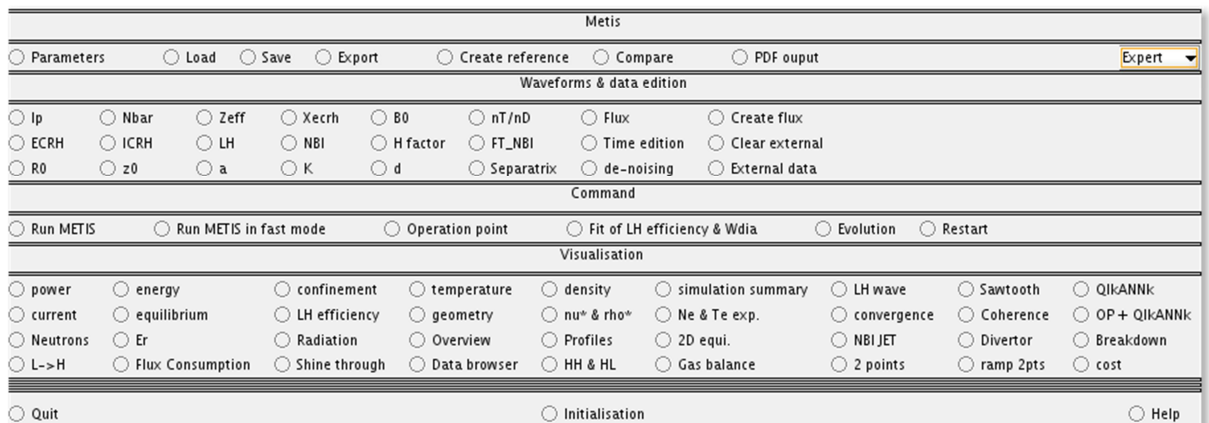 Metis
Parameters Load Save Export Create reference Compare PDF ouput Expert
Waveforms & data edition
Ip Nbar Zeff Xecrh B0 nT/nD Flux Create flux
ECRH ICRH LH NBI H factor FT_NBI Time edition Clear external
R0 z0 a K d Separatrix de-noising External data
Command
Run METIS Run METIS in fast mode Operation point Fit of LH efficiency & Wdia Evolution Restart
Visualisation
power energy confinement temperature density simulation summary LH wave Sawtooth QlkANNk
current equilibrium LH efficiency geometry nu* & rho* Ne & Te exp. convergence Coherence OP + QlkANNk
Neutrons Er Radiation Overview Profiles 2D equi. NBI JET Divertor Breakdown
L->H Flux Consumption Shine through Data browser HH & HL Gas balance 2 points ramp 2pts cost
Quit Initialisation Help